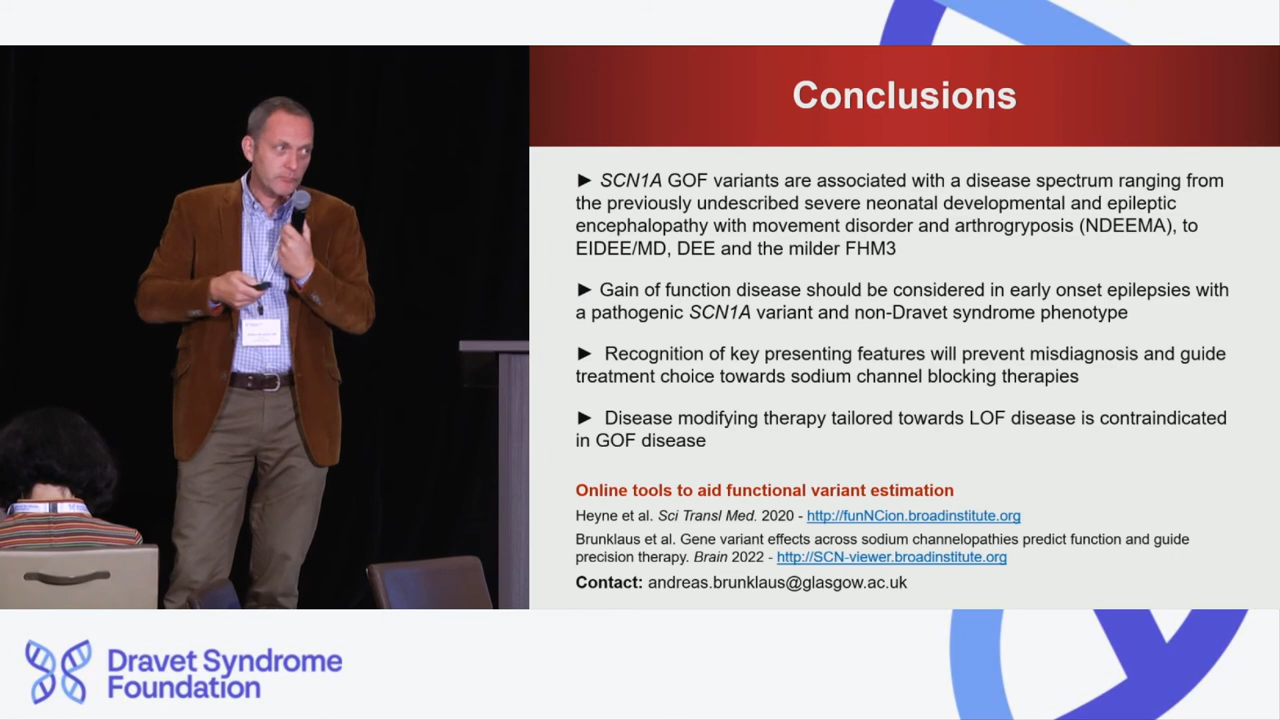 Conclusions
► SCN1A GOF variants are associated with a disease spectrum ranging from
the previously undescribed severe neonatal developmental and epileptic
encephalopathy with movement disorder and arthrogryposis (NDEEMA), to
EIDEE/MD, DEE and the milder FHM3
► Gain of function disease should be considered in early onset epilepsies with
a pathogenic SCN1A variant and non-Dravet syndrome phenotype
► Recognition of key presenting features will prevent misdiagnosis and guide
treatment choice towards sodium channel blocking therapies
► Disease modifying therapy tailored towards LOF disease is contraindicated
in GOF disease
Online tools to aid functional variant estimation
Heyne et al. Sci Transl Med. 2020 - http://funNCion.broadinstitute.org
Brunklaus et al. Gene variant effects across sodium channelopathies predict function and guide
precision therapy. Brain 2022 - http://SCN-viewer.broadinstitute.org
Contact: andreas.brunklaus@glasgow.ac.uk
Dravet Syndrome
Foundation